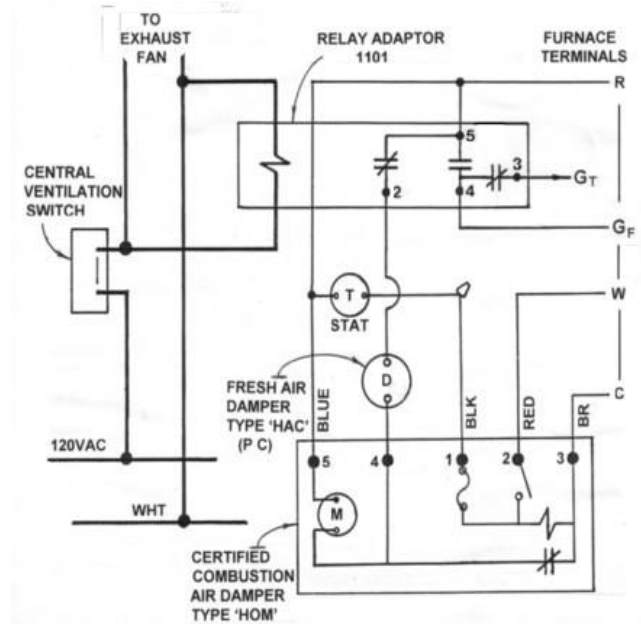 TO
EXHAUST
FAN
RELAY ADAPTOR
1101
FURNACE
TERMINALS
R
5
3
2
4
G_T
G_F
CENTRAL
VENTILATION
SWITCH
W
T
STAT
FRESH AIR
DAMPER
TYPE 'HAC'
(P C)
D
BLUE
BLK
RED
BR
C
120VAC
5
4
1
2
3
M
WHT
CERTIFIED
COMBUSTION
AIR DAMPER
TYPE 'HOM'